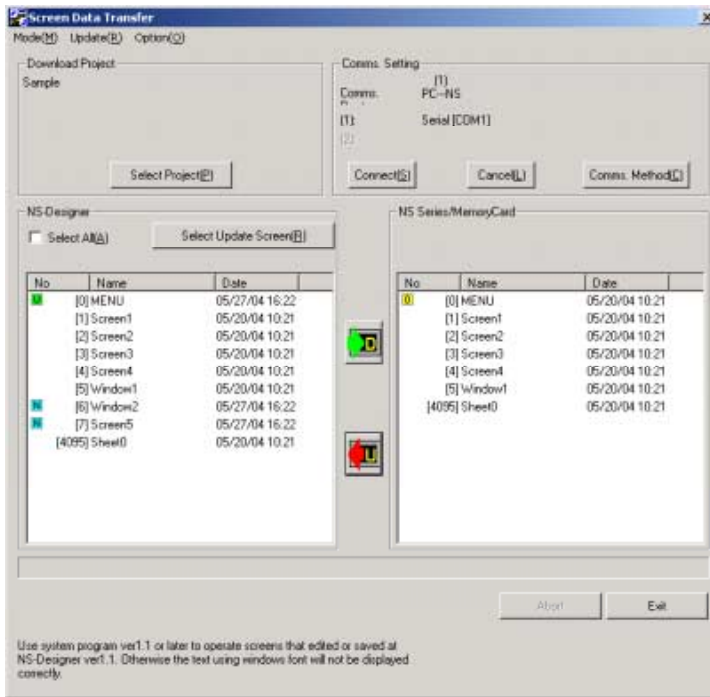 Screen Data Transfer
Mode(M) Update(R) Option(O)
Download Project
Sample
Select Project(P)
Comms. Setting
(1)
Comms. PC--NS
(1): Serial [COM1]
(2):
Connect(S) Cancel(L) Comms. Method(C)
NS-Designer
Select All(A) Select Update Screen(R)
No Name Date
U [0] MENU 05/27/04 16:22
[1] Screen1 05/20/04 10:21
[2] Screen2 05/20/04 10:21
[3] Screen3 05/20/04 10:21
[4] Screen4 05/20/04 10:21
[5] Window1 05/20/04 10:21
N [6] Window2 05/27/04 16:22
N [7] Screen5 05/27/04 16:22
[4095] Sheet0 05/20/04 10:21
D
U
NS Series/MemoryCard
No Name Date
O [0] MENU 05/20/04 10:21
[1] Screen1 05/20/04 10:21
[2] Screen2 05/20/04 10:21
[3] Screen3 05/20/04 10:21
[4] Screen4 05/20/04 10:21
[5] Window1 05/20/04 10:21
[4095] Sheet0 05/20/04 10:21
Abort Exit
Use system program ver1.1 or later to operate screens that edited or saved at
NS-Designer ver1.1. Otherwise the text using windows font will not be displayed
correctly.